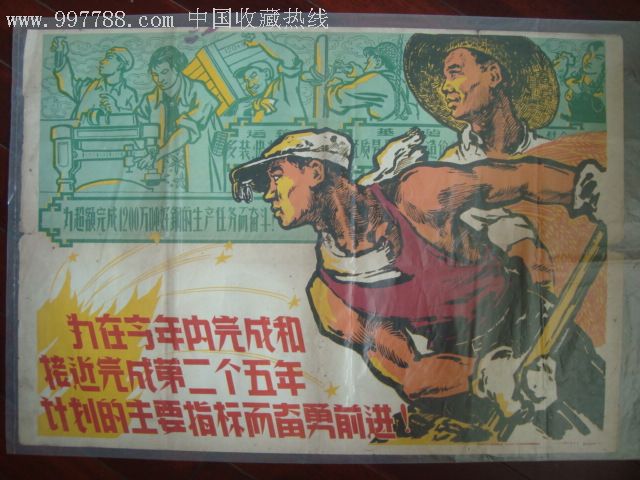 www.997788.com 中国收藏热线
为超额完成1200万吨好钢的生产任务而奋斗！
为在今年内完成和
接近完成第二个五年
计划的主要指标而奋勇前进！